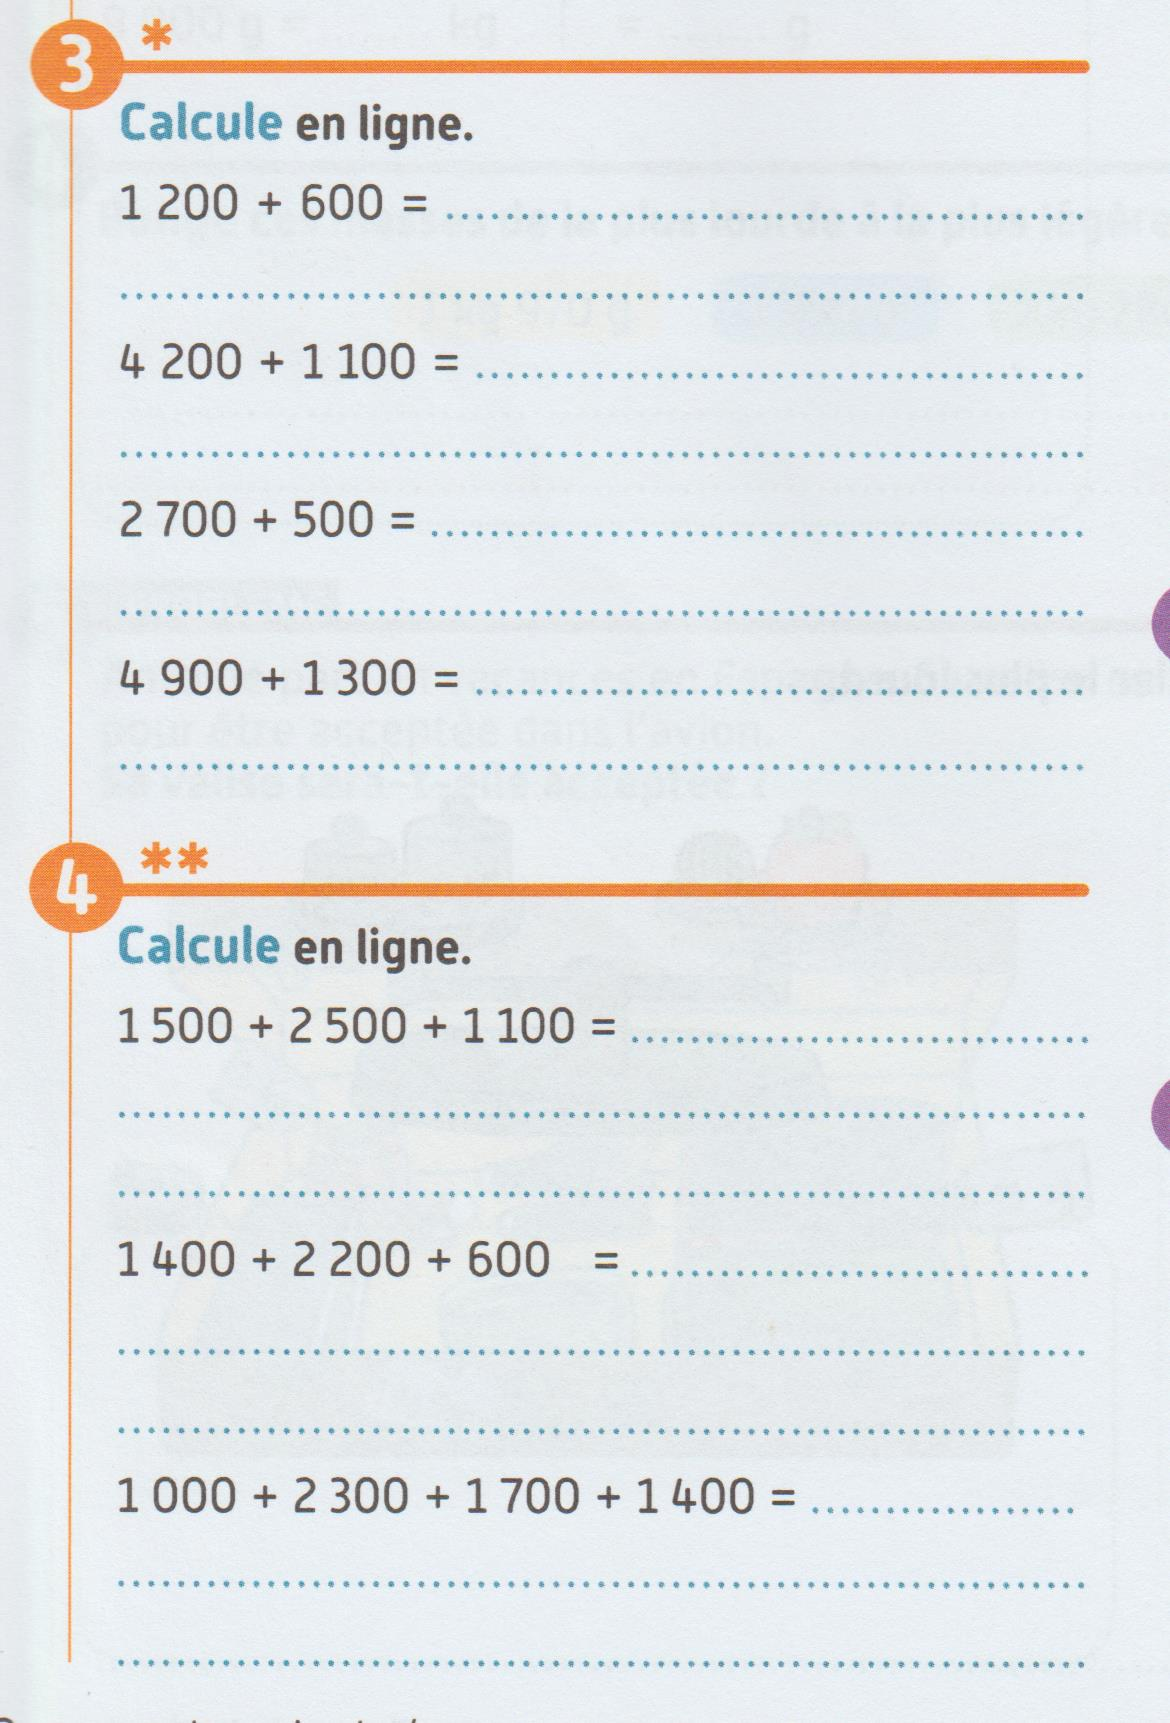 3 *
Calcule en ligne.
1 200 + 600 =
4 200 + 1 100 =
2 700 + 500 =
4 900 + 1 300 =
4 **
Calcule en ligne.
1 500 + 2 500 + 1 100 =
1 400 + 2 200 + 600 =
1 000 + 2 300 + 1 700 + 1 400 =